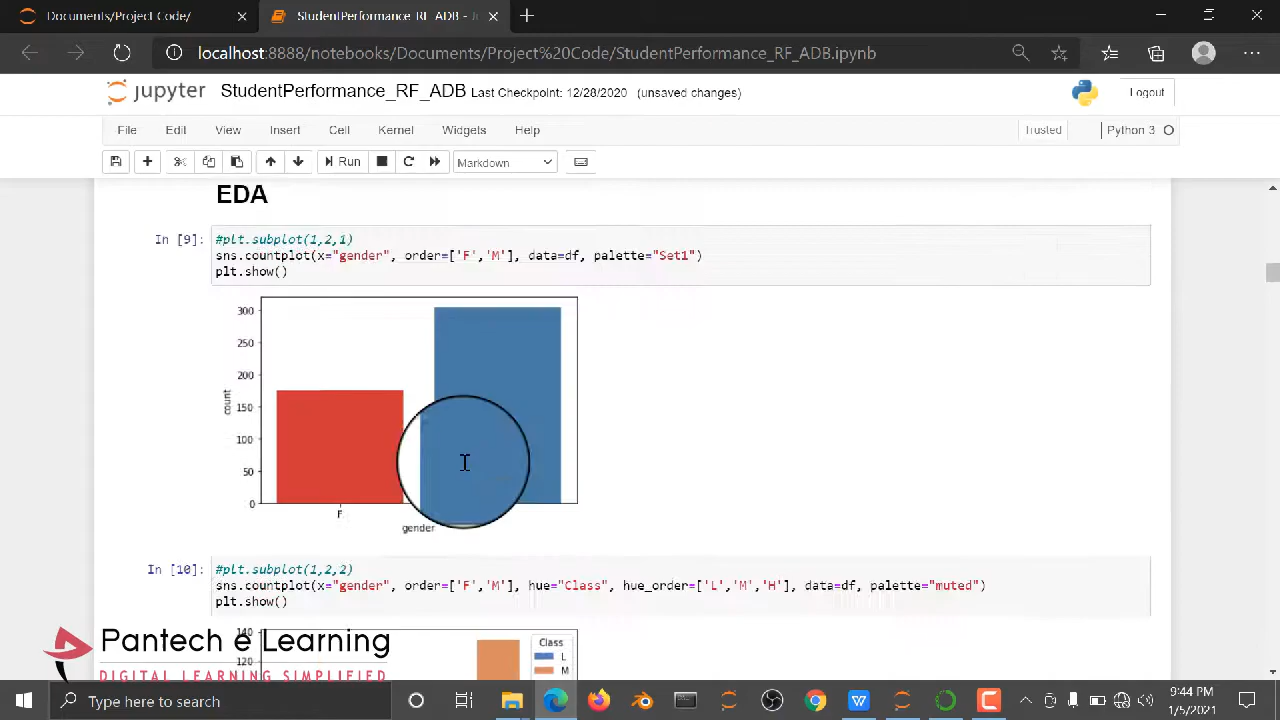 Documents/Project Code/
StudentPerformance_RF_ADB - J
localhost:8888/notebooks/Documents/Project%20Code/StudentPerformance_RF_ADB.ipynb
jupyter StudentPerformance_RF_ADB Last Checkpoint: 12/28/2020 (unsaved changes) Logout
File Edit View Insert Cell Kernel Widgets Help Trusted Python 3
Run Markdown
EDA
In [9]: #plt.subplot(1,2,1)
sns.countplot(x="gender", order=['F','M'], data=df, palette="Set1")
plt.show()
300
250
200
150
100
50
0
count
F
gender
In [10]: #plt.subplot(1,2,2)
sns.countplot(x="gender", order=['F','M'], hue="Class", hue_order=['L','M','H'], data=df, palette="muted")
plt.show()
140
120
Class
L
M
Pantech e Learning
DIGITAL LEARNING SIMPLIFIED
Type here to search
9:44 PM
1/5/2021